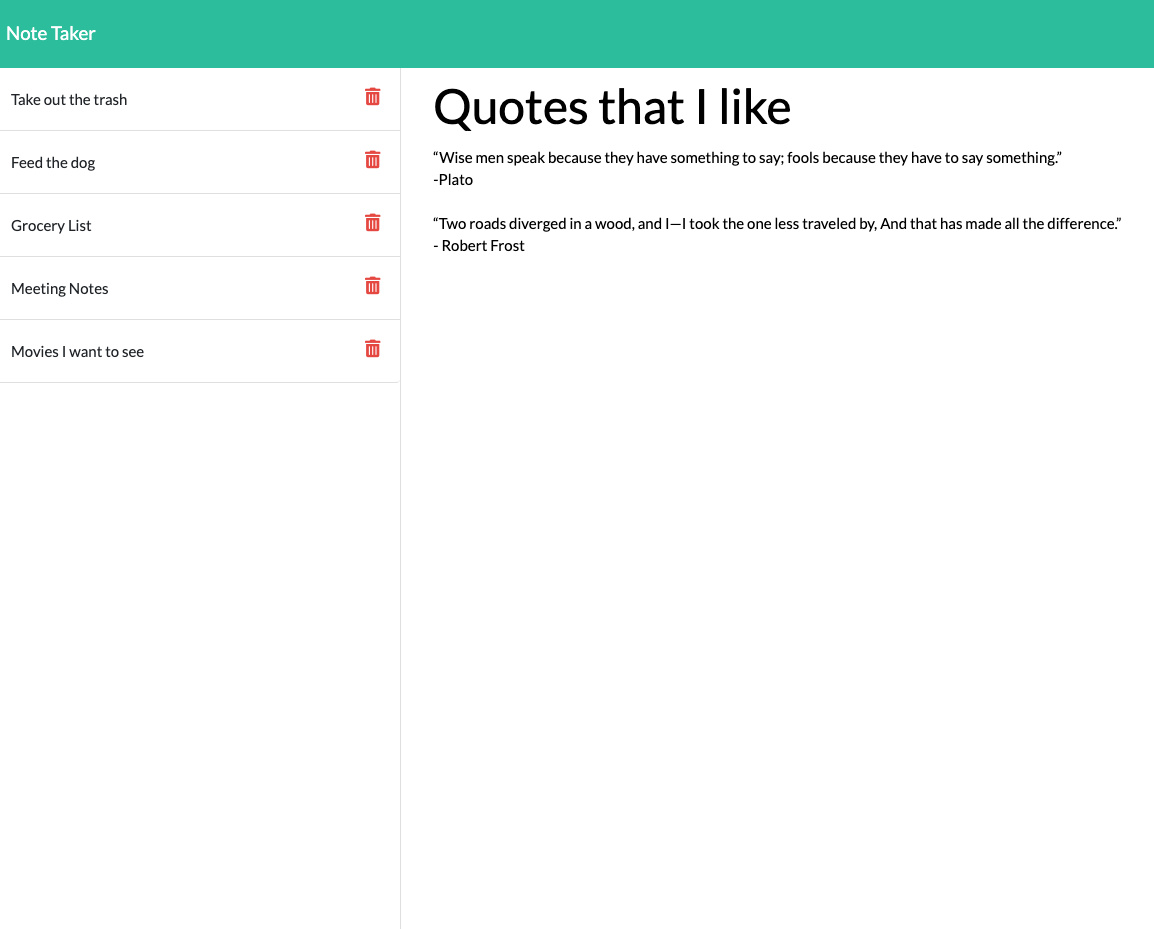 Note Taker
Take out the trash
Feed the dog
Grocery List
Meeting Notes
Movies I want to see
Quotes that I like
“Wise men speak because they have something to say; fools because they have to say something.”
-Plato
“Two roads diverged in a wood, and I—I took the one less traveled by, And that has made all the difference.”
- Robert Frost